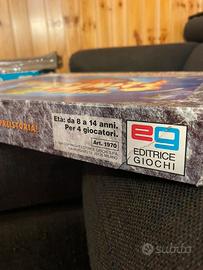 PREISTORIA!
Età: da 8 a 14 anni.
Per 4 giocatori.
Art. 1970
eg
EDITRICE
GIOCHI
subito